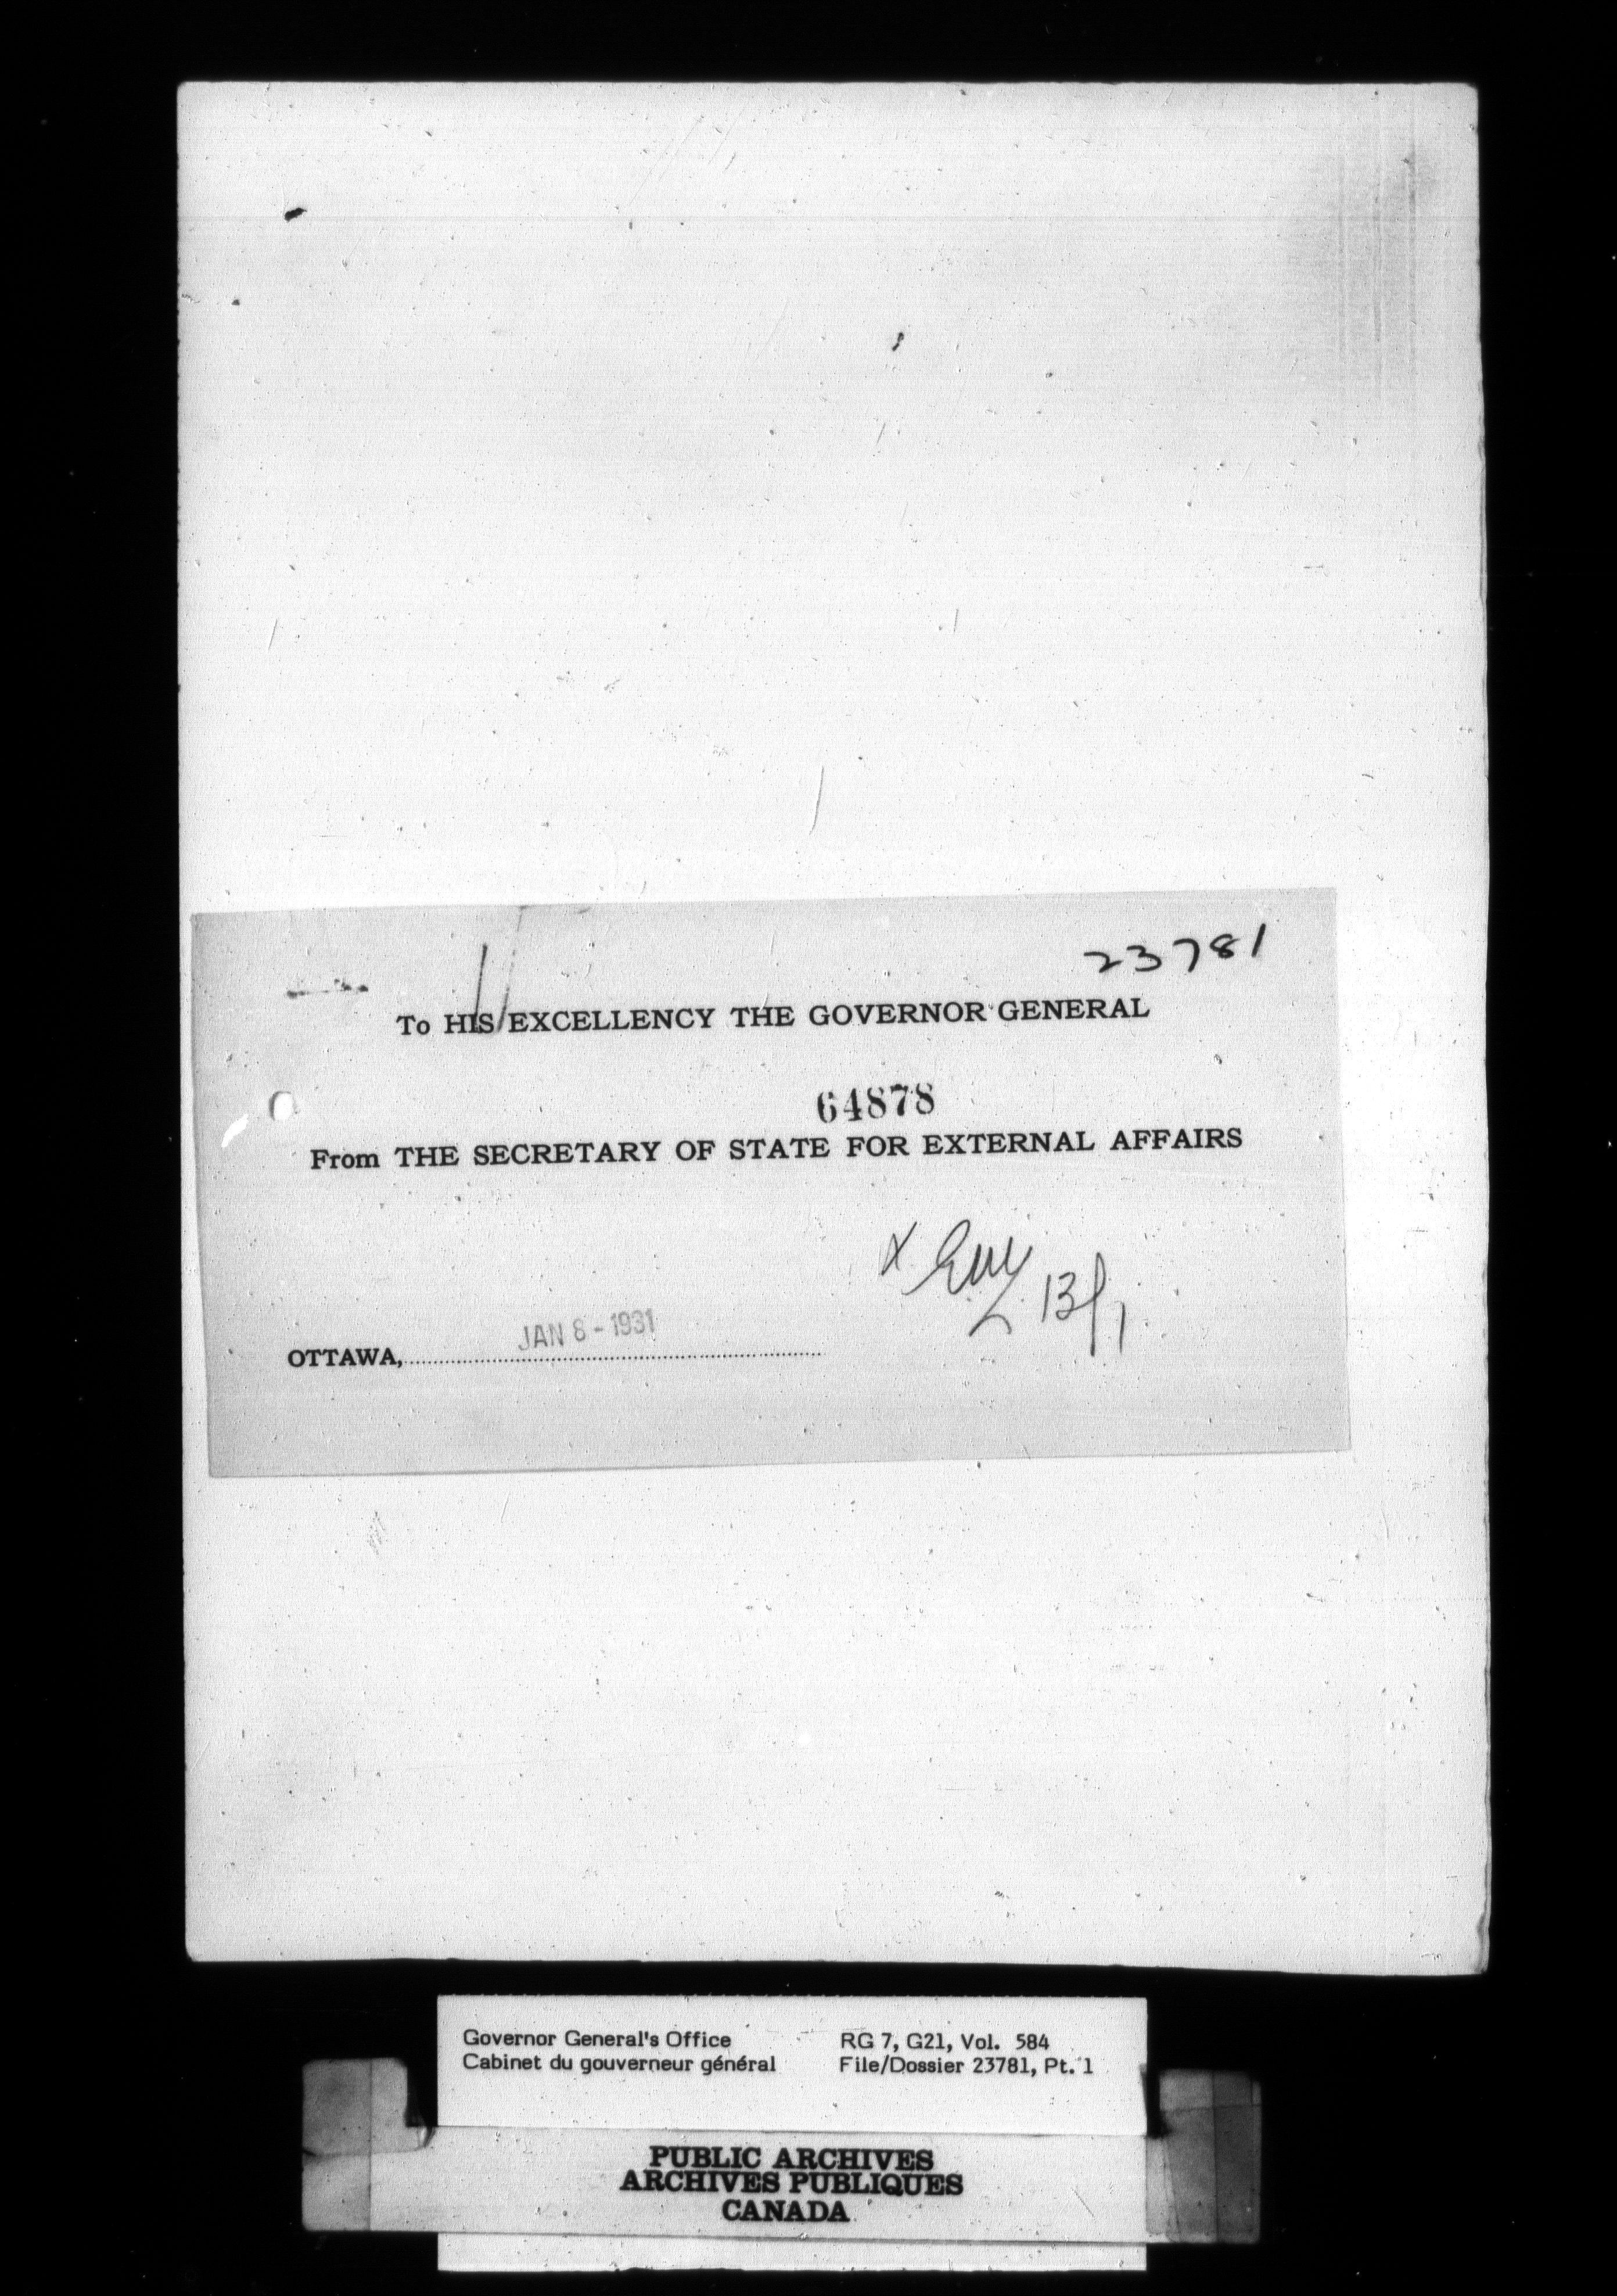 23781
To HIS EXCELLENCY THE GOVERNOR GENERAL
64878
From THE SECRETARY OF STATE FOR EXTERNAL AFFAIRS
13/1
JAN 8 - 1931
OTTAWA,
Governor General's Office
Cabinet du gouverneur général
RG 7, G21, Vol. 584
File/Dossier 23781, Pt. 1
PUBLIC ARCHIVES
ARCHIVES PUBLIQUES
CANADA